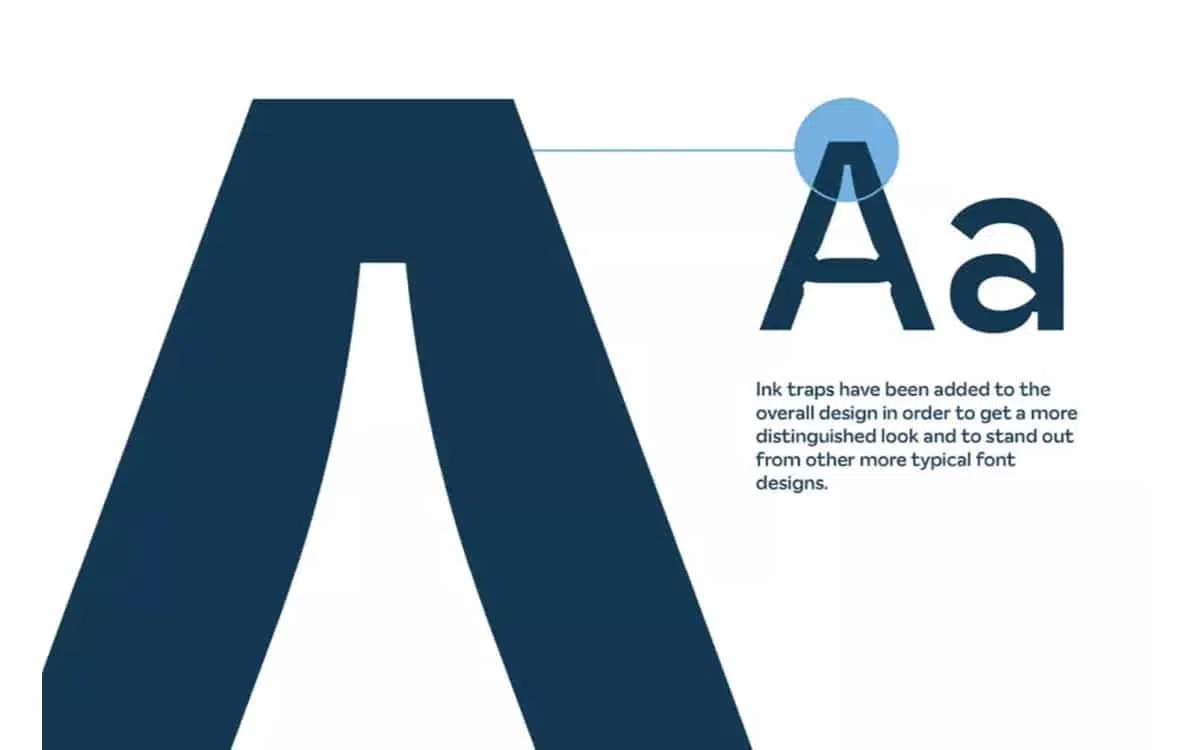 A
Aa
Ink traps have been added to the
overall design in order to get a more
distinguished look and to stand out
from other more typical font
designs.